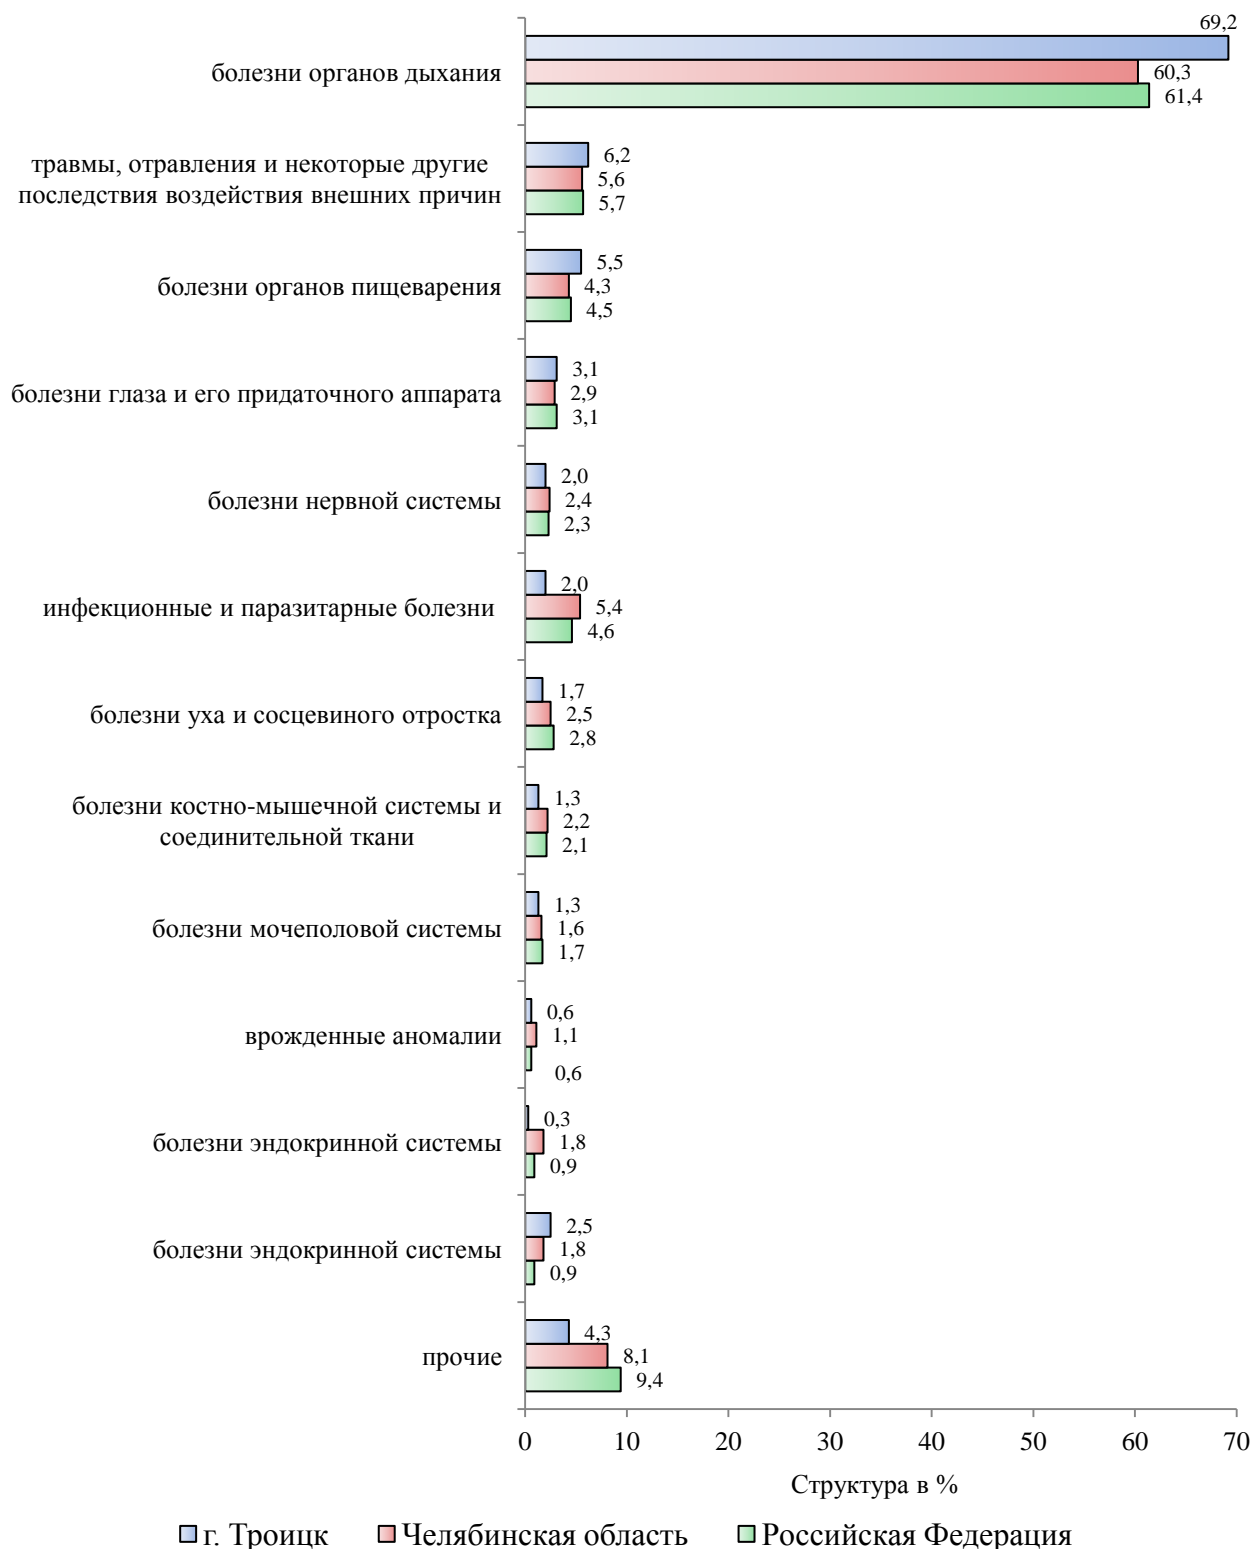 69,2
болезни органов дыхания
60,3
61,4
травмы, отравления и некоторые другие
последствия воздействия внешних причин
6,2
5,6
5,7
болезни органов пищеварения
5,5
4,3
4,5
болезни глаза и его придаточного аппарата
3,1
2,9
3,1
болезни нервной системы
2,0
2,4
2,3
инфекционные и паразитарные болезни
2,0
5,4
4,6
болезни уха и сосцевиного отростка
1,7
2,5
2,8
болезни костно-мышечной системы и
соединительной ткани
1,3
2,2
2,1
болезни мочеполовой системы
1,3
1,6
1,7
врожденные аномалии
0,6
1,1
0,6
болезни эндокринной системы
0,3
1,8
0,9
болезни эндокринной системы
2,5
1,8
0,9
прочие
4,3
8,1
9,4
0 10 20 30 40 50 60 70
Структура в %
г. Троицк Челябинская область Российская Федерация